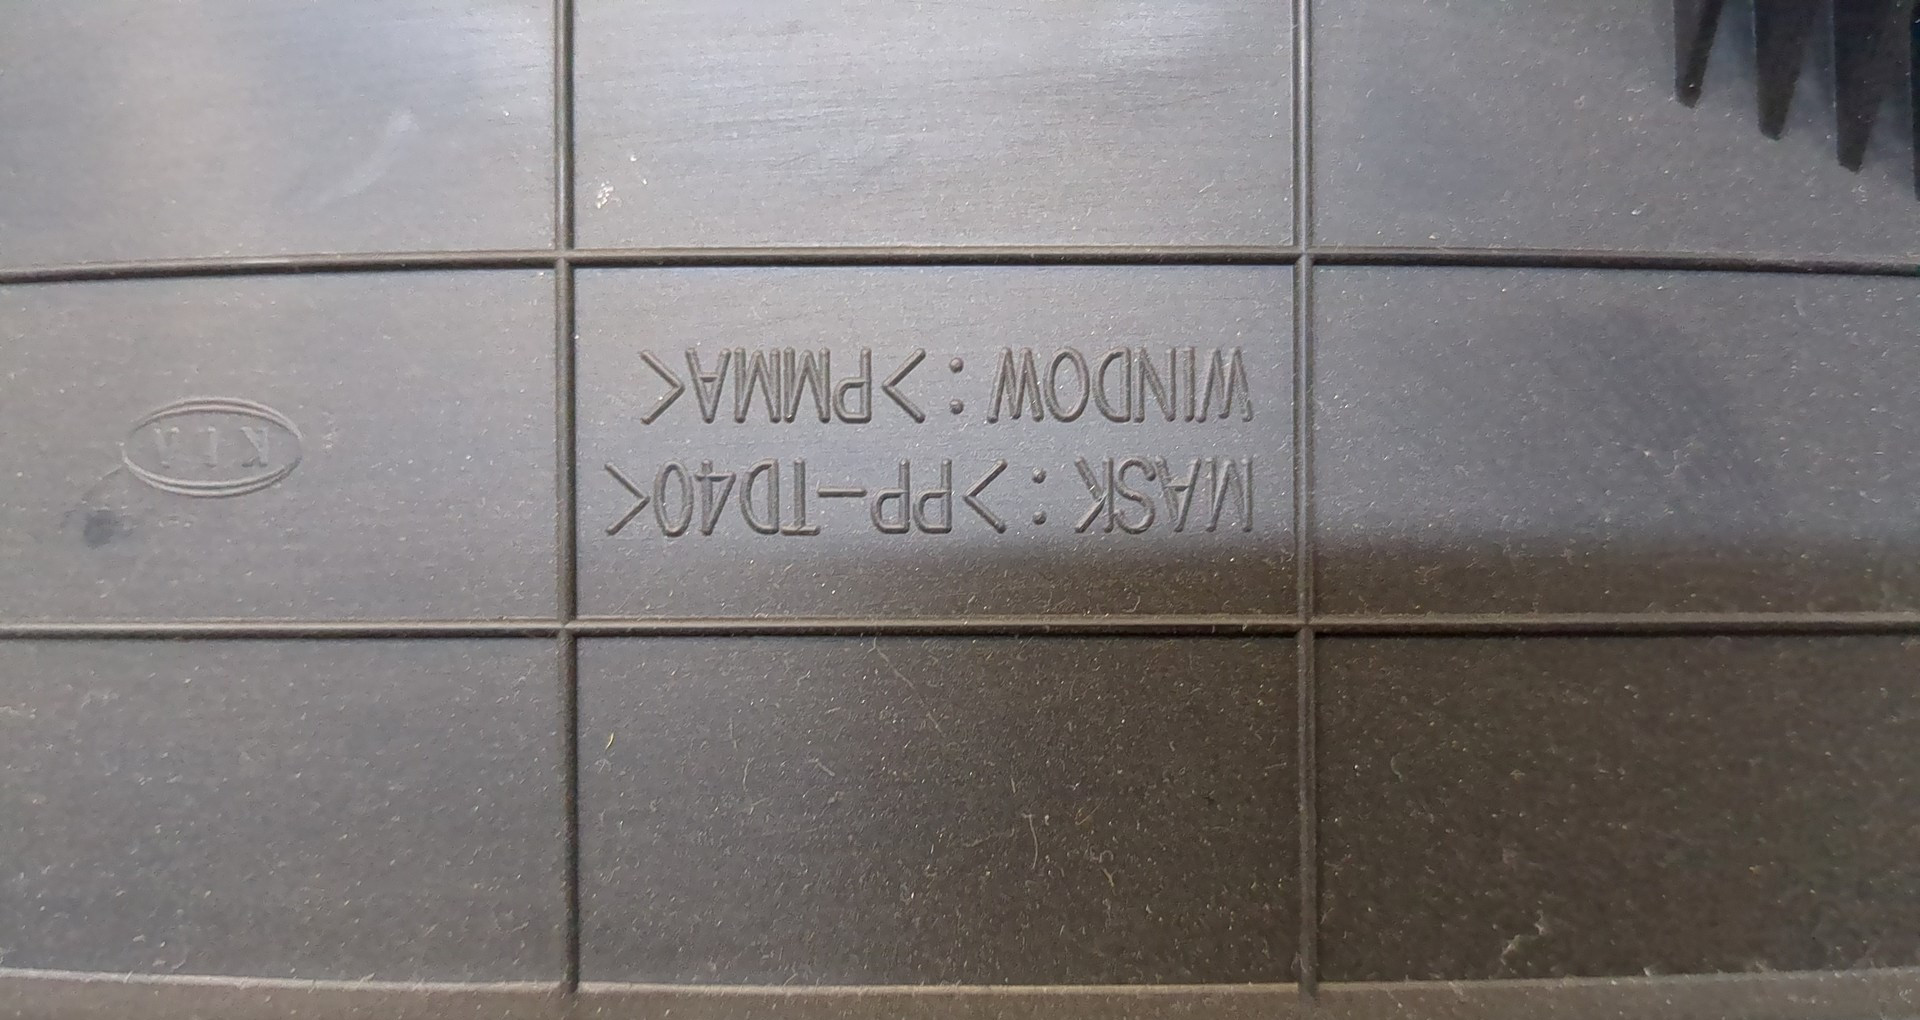 MASK : >PP-TD40<
WINDOW : >PMMA<
KIA